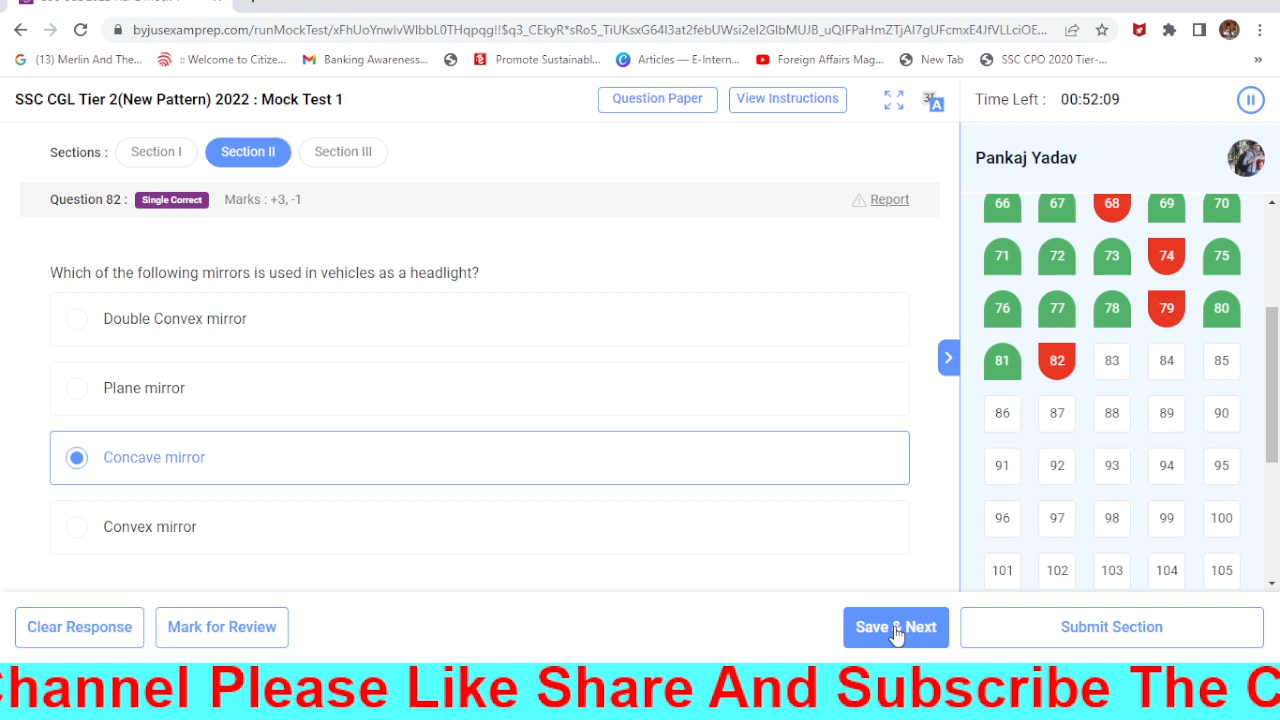 byjusexamprep.com/runMockTest/xFhUoYnwlvWlbbL0THqpqg!!$q3_CEkyR*sRo5_TiUKsxG64I3at2febUWsi2eI2GIbMUJB_uQIFPaHmZTjAI7gUFcmxE4JfVLLciOE...
(13) Merlin And The...
:: Welcome to Citize...
Banking Awareness...
Promote Sustainabl...
Articles — E-Intern...
Foreign Affairs Mag...
New Tab
SSC CPO 2020 Tier-...
»
SSC CGL Tier 2(New Pattern) 2022 : Mock Test 1
Question Paper
View Instructions
Time Left : 00:52:09
Sections : Section I Section II Section III
Pankaj Yadav
Question 82 : Single Correct Marks : +3, -1
Report
Which of the following mirrors is used in vehicles as a headlight?
Double Convex mirror
Plane mirror
Concave mirror
Convex mirror
66 67 68 69 70
71 72 73 74 75
76 77 78 79 80
81 82 83 84 85
86 87 88 89 90
91 92 93 94 95
96 97 98 99 100
101 102 103 104 105
Clear Response
Mark for Review
Save & Next
Submit Section
Channel Please Like Share And Subscribe The C